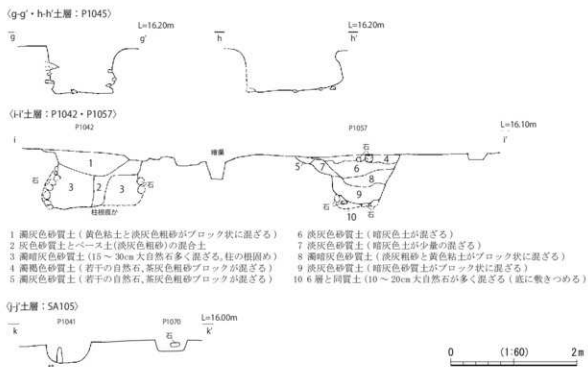 〈g-g'・h-h'土層：P1045〉
L=16.20m
g g'
L=16.20m
h h'
〈i-i'土層：P1042・P1057〉
P1042
P1057
L=16.10m
i i'
撹乱
石
1
3 2 3
石
石
柱根底か
石
5 7 6 4
8
9
石
10
1 濁灰色砂質土（黄色粘土と淡灰色粗砂がブロック状に混ざる）
2 灰色砂質土とベース土(淡灰色粗砂)の混合土
3 濁暗灰色砂質土(15～30cm大自然石多く混ざる,柱の根固め)
4 濁褐色砂質土（若干の自然石,茶灰色粗砂ブロックが混ざる）
5 濁灰色砂質土（若干の自然石,茶灰色粗砂ブロックが混ざる）
6 淡灰色砂質土（暗灰色土が混ざる）
7 淡灰色砂質土（暗灰色土が少量の混ざる）
8 濁暗灰色砂質土（淡灰粗砂と黄色粘土がブロック状に混ざる）
9 淡灰色砂質土（暗灰色砂質土がブロック状に混ざる）
10 6層と同質土（10～20cm大自然石が多く混ざる（底に敷きつめる）
〈j-j'土層：SA105〉
P1041
P1070
L=16.00m
k k'
石
0 (1:60) 2m